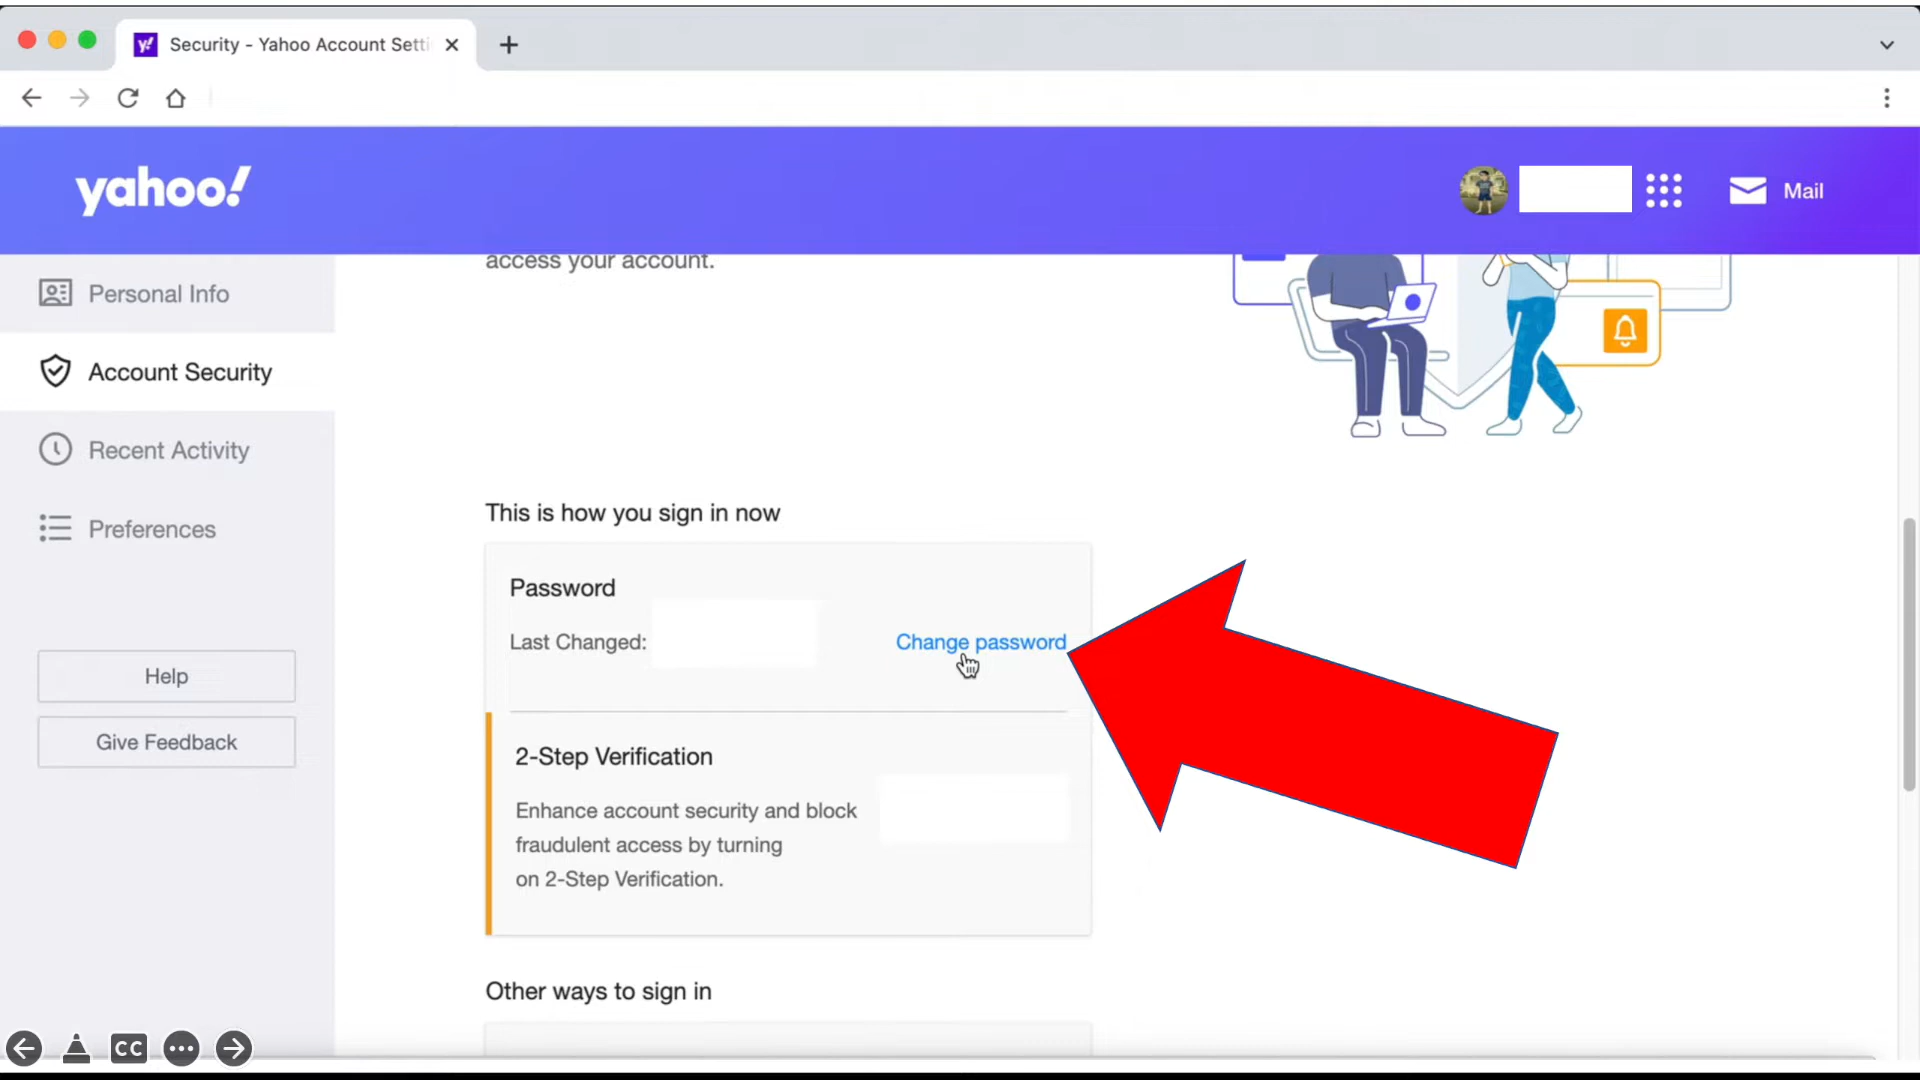 Security - Yahoo Account Setti
yahoo!
Mail
access your account.
Personal Info
Account Security
Recent Activity
Preferences
Help
Give Feedback
This is how you sign in now
Password
Last Changed:
Change password
2-Step Verification
Enhance account security and block
fraudulent access by turning
on 2-Step Verification.
Other ways to sign in
CC